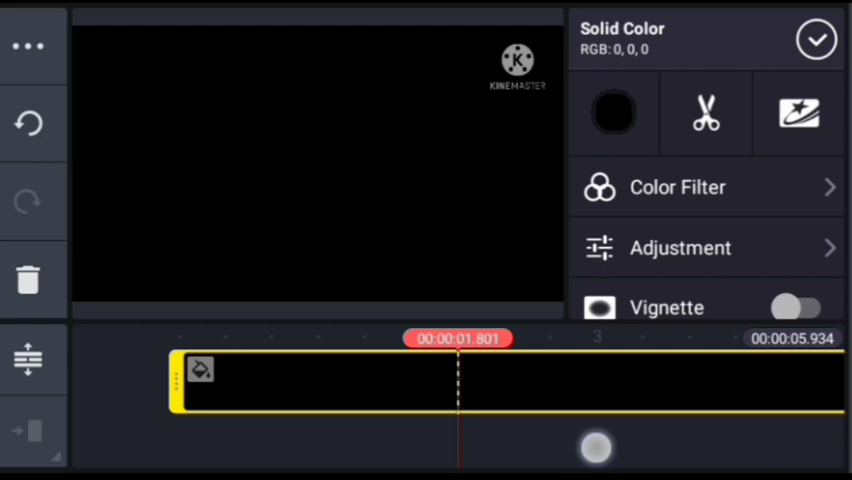 Solid Color
RGB: 0, 0, 0
K
KINEMASTER
Color Filter
Adjustment
Vignette
00:00:01.801
3
00:00:05.934